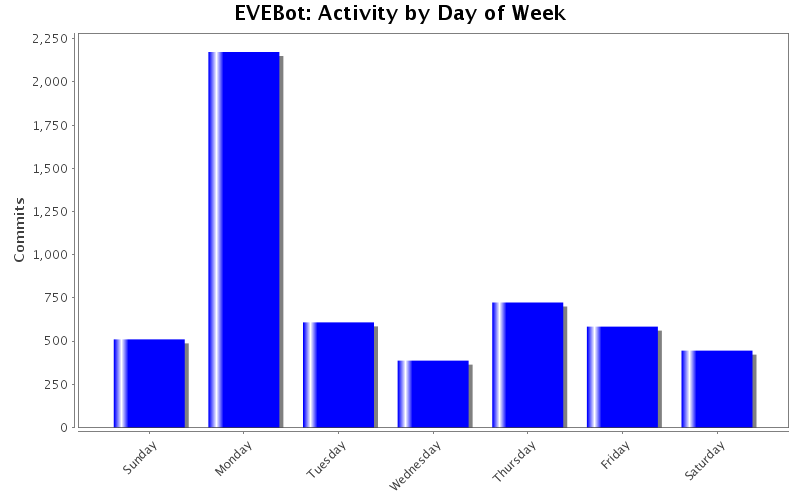 EVEBot: Activity by Day of Week
Commits
2,250
2,000
1,750
1,500
1,250
1,000
750
500
250
0
Sunday
Monday
Tuesday
Wednesday
Thursday
Friday
Saturday